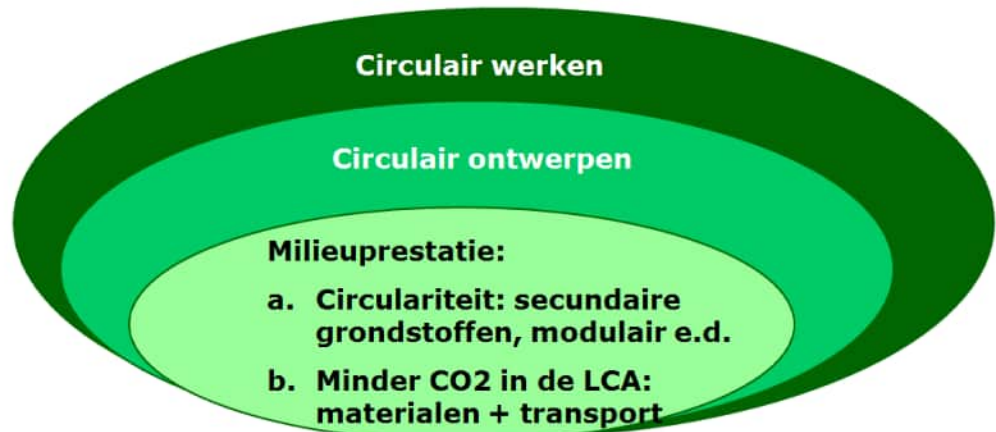 Circulair werken
Circulair ontwerpen
Milieuprestatie:
a. Circulariteit: secundaire
grondstoffen, modulair e.d.
b. Minder CO2 in de LCA:
materialen + transport